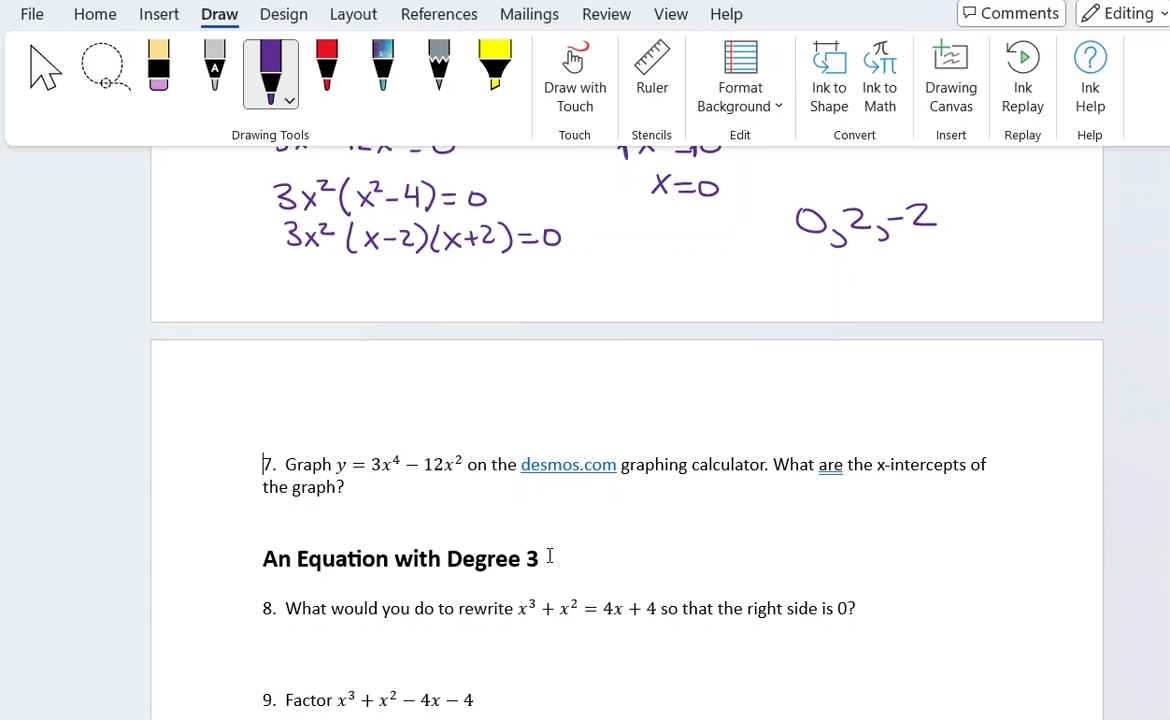 File Home Insert Draw Design Layout References Mailings Review View Help Comments Editing
Draw with Touch
Ruler
Format Background
Ink to Shape
Ink to Math
Drawing Canvas
Ink Replay
Ink Help
Drawing Tools Touch Stencils Edit Convert Insert Replay Help
3x²(x²-4)=0
x=0
3x²(x-2)(x+2)=0
0,2,-2
7. Graph y = 3x⁴ − 12x² on the desmos.com graphing calculator. What are the x-intercepts of
the graph?
An Equation with Degree 3
8. What would you do to rewrite x³ + x² = 4x + 4 so that the right side is 0?
9. Factor x³ + x² − 4x − 4